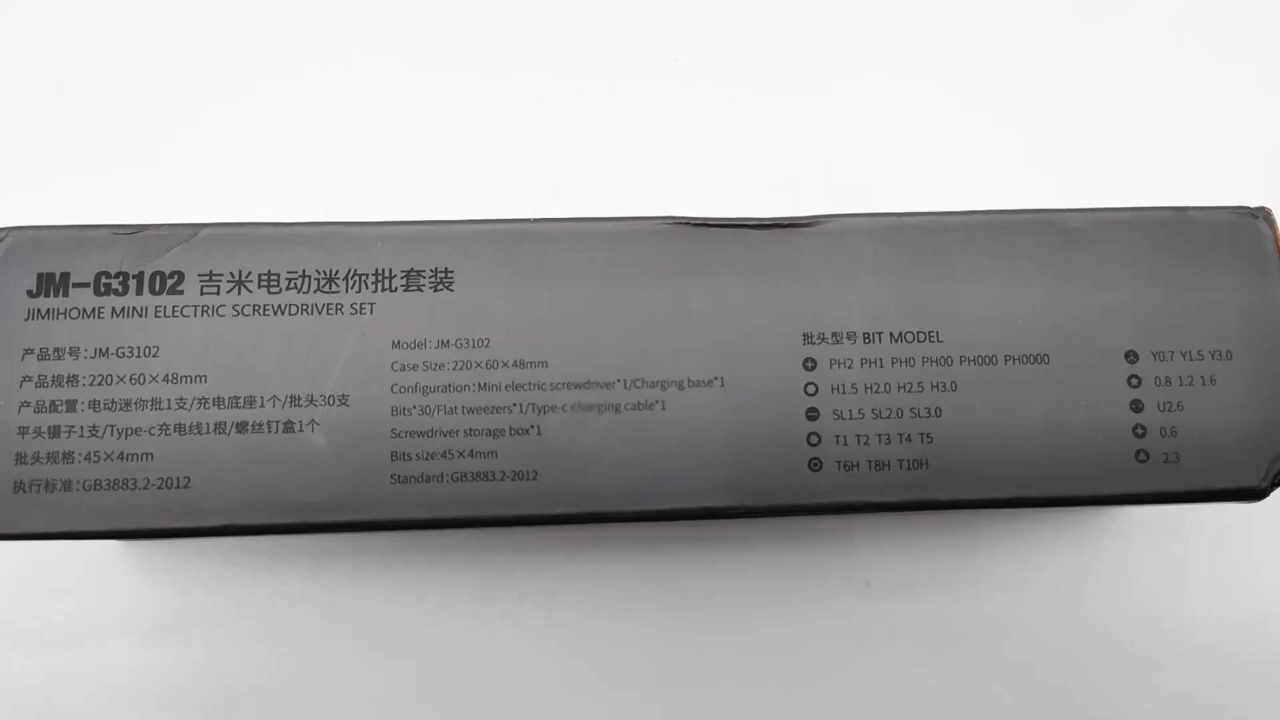 JM-G3102 吉米电动迷你批套装
JIMIHOME MINI ELECTRIC SCREWDRIVER SET
产品型号:JM-G3102
产品规格:220×60×48mm
产品配置:电动迷你批1支/充电底座1个/批头30支
平头镊子1支/Type-c充电线1根/螺丝钉盒1个
批头规格:45×4mm
执行标准:GB3883.2-2012
Model:JM-G3102
Case Size:220×60×48mm
Configuration:Mini electric screwdriver*1/Charging base*1
Bits*30/Flat tweezers*1/Type-c charging cable*1
Screwdriver storage box*1
Bits size:45×4mm
Standard:GB3883.2-2012
批头型号 BIT MODEL
PH2 PH1 PH0 PH00 PH000 PH0000
H1.5 H2.0 H2.5 H3.0
SL1.5 SL2.0 SL3.0
T1 T2 T3 T4 T5
T6H T8H T10H
Y0.7 Y1.5 Y3.0
0.8 1.2 1.6
U2.6
0.6
2.3